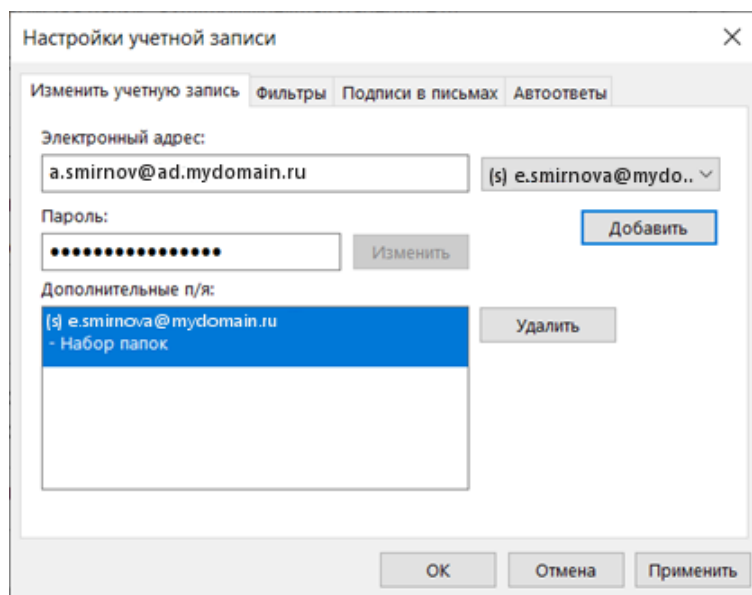 Настройки учетной записи
Изменить учетную запись Фильтры Подписи в письмах Автоответы
Электронный адрес:
a.smirnov@ad.mydomain.ru (s) e.smirnova@mydo..
Пароль:
Добавить
•••••••••••••••• Изменить
Дополнительные п/я:
(s) e.smirnova@mydomain.ru
- Набор папок
Удалить
ОК Отмена Применить